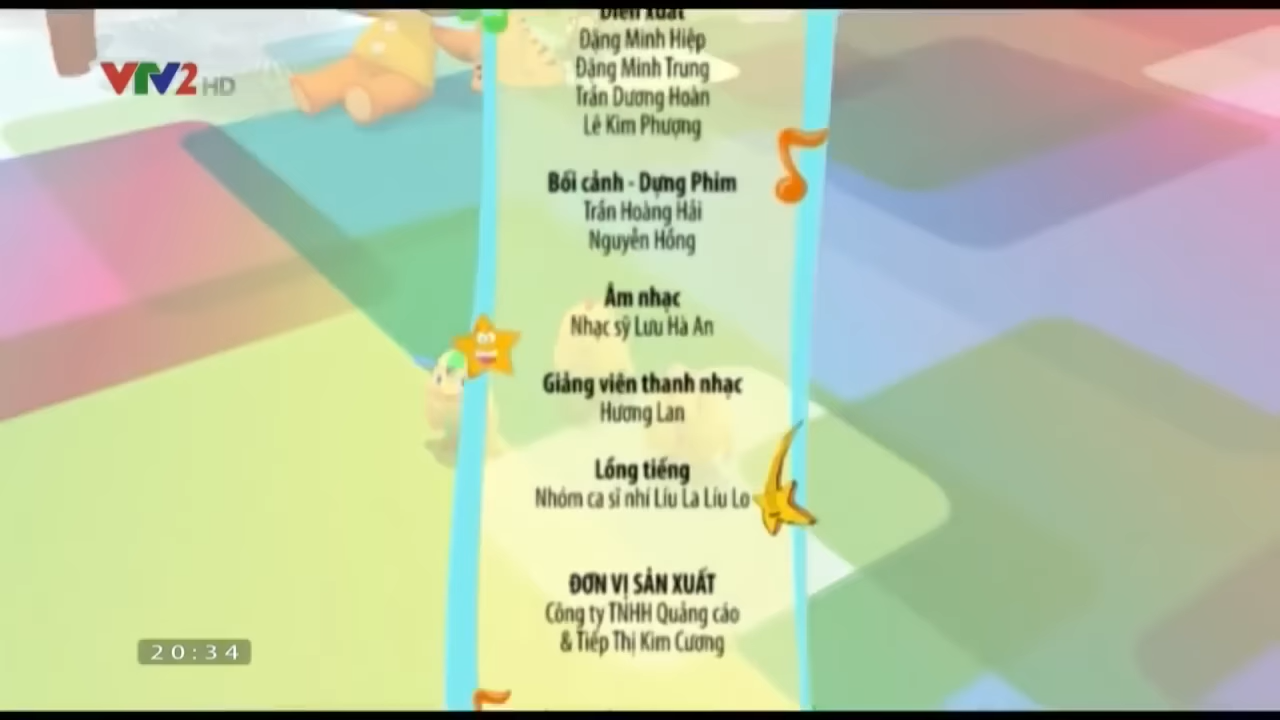 VTV2 HD
Diễn xuất
Đặng Minh Hiệp
Đặng Minh Trung
Trần Dương Hoàn
Lê Kim Phượng
Bối cảnh - Dựng Phim
Trần Hoàng Hải
Nguyễn Hồng
Âm nhạc
Nhạc sỹ Lưu Hà An
Giảng viên thanh nhạc
Hương Lan
Lồng tiếng
Nhóm ca sĩ nhí Líu La Líu Lo
ĐƠN VỊ SẢN XUẤT
Công ty TNHH Quảng cáo
& Tiếp Thị Kim Cương
20:34